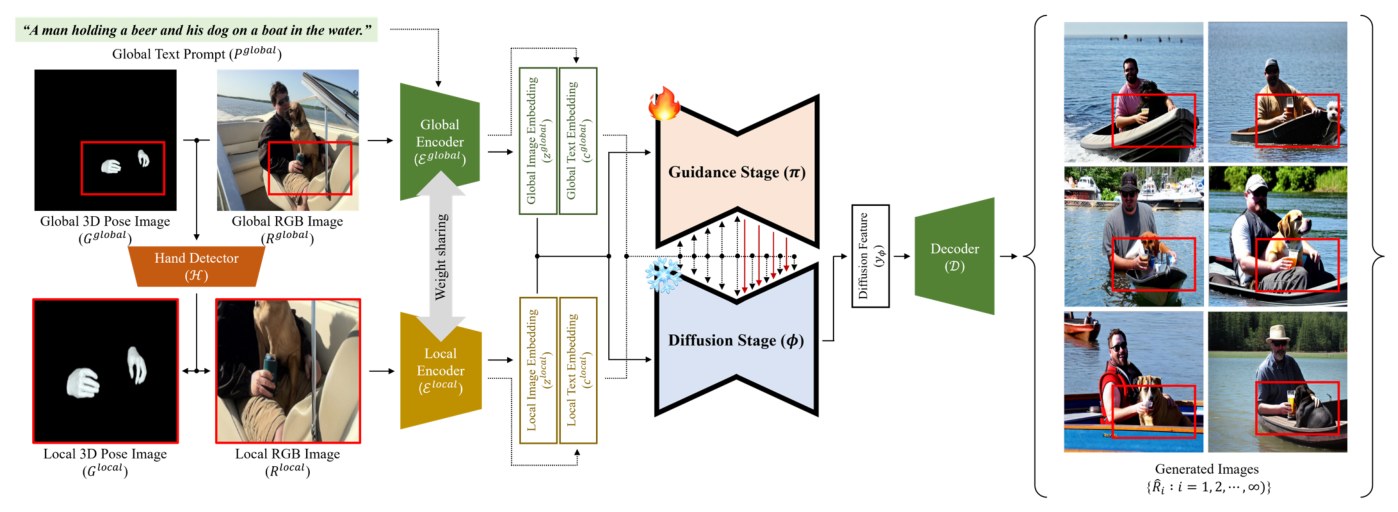 “A man holding a beer and his dog on a boat in the water.”
Global Text Prompt (P^global)
Global 3D Pose Image
(G^global)
Global RGB Image
(R^global)
Hand Detector
(ℋ)
Local 3D Pose Image
(G^local)
Local RGB Image
(R^local)
Global
Encoder
(ℰ^global)
Weight sharing
Local
Encoder
(ℰ^local)
Global Image Embedding
(z^global)
Global Text Embedding
(c^global)
Local Image Embedding
(z^local)
Local Text Embedding
(c^local)
Guidance Stage (π)
Diffusion Stage (ϕ)
Diffusion Feature
(y_ϕ)
Decoder
(𝒟)
Generated Images
{R̂_i : i = 1, 2, ⋯ , ∞)}